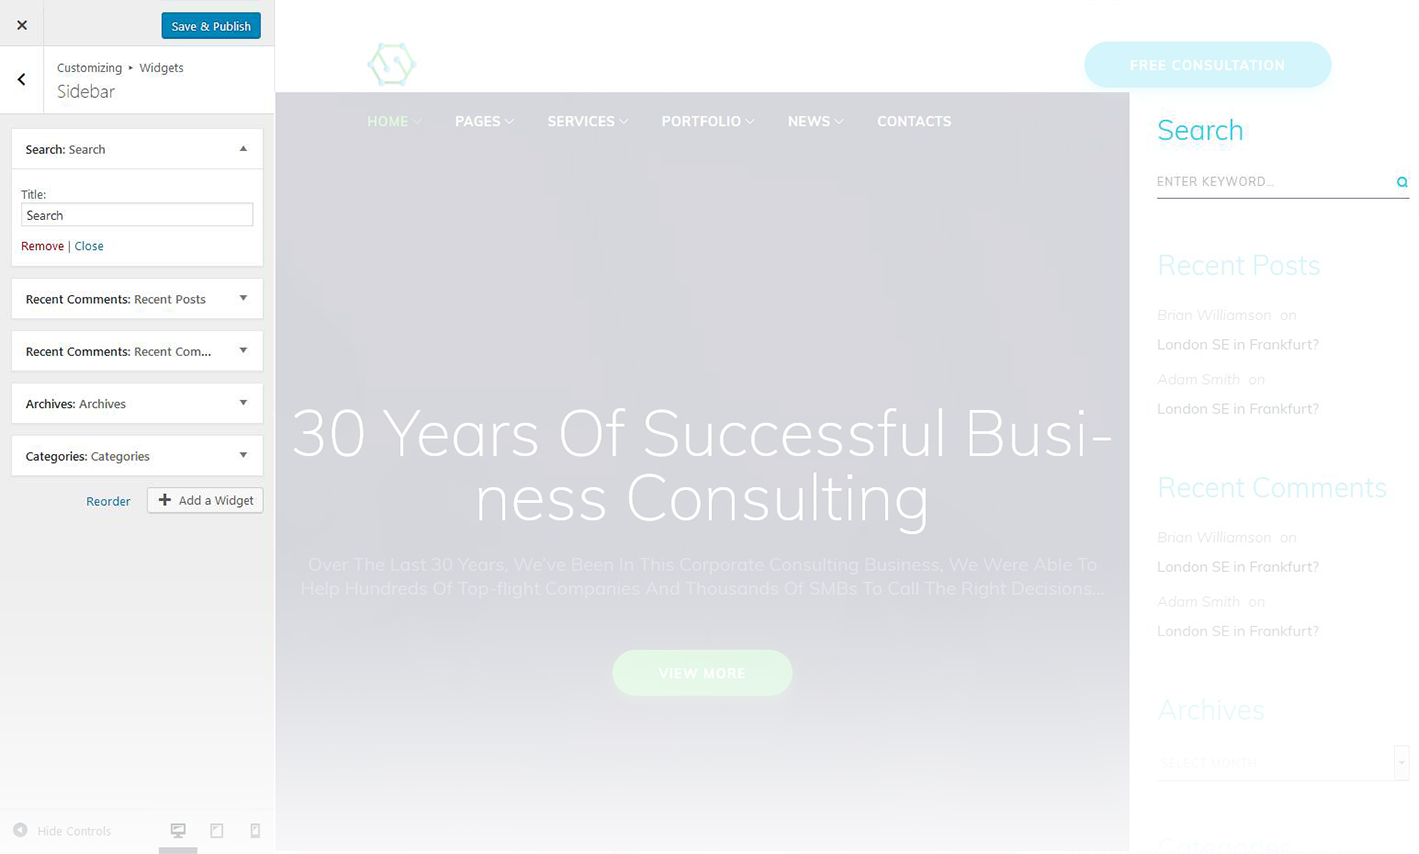 Save & Publish
Customizing ▸ Widgets
Sidebar
Search: Search
Title:
Search
Remove | Close
Recent Comments: Recent Posts
Recent Comments: Recent Com...
Archives: Archives
Categories: Categories
Reorder
Add a Widget
Hide Controls
FREE CONSULTATION
HOME PAGES SERVICES PORTFOLIO NEWS CONTACTS
30 Years Of Successful Busi-
ness Consulting
Over The Last 30 Years, We've Been In This Corporate Consulting Business, We Were Able To
Help Hundreds Of Top-flight Companies And Thousands Of SMBs To Call The Right Decisions...
VIEW MORE
Search
ENTER KEYWORD...
Recent Posts
Brian Williamson on
London SE in Frankfurt?
Adam Smith on
London SE in Frankfurt?
Recent Comments
Brian Williamson on
London SE in Frankfurt?
Adam Smith on
London SE in Frankfurt?
Archives
SELECT MONTH
Categories